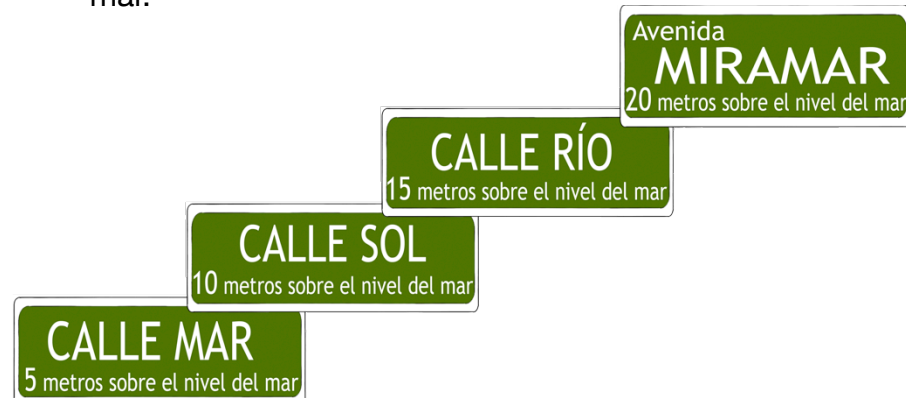 mar.
Avenida
MIRAMAR
20 metros sobre el nivel del mar
CALLE RÍO
15 metros sobre el nivel del mar
CALLE SOL
10 metros sobre el nivel del mar
CALLE MAR
5 metros sobre el nivel del mar